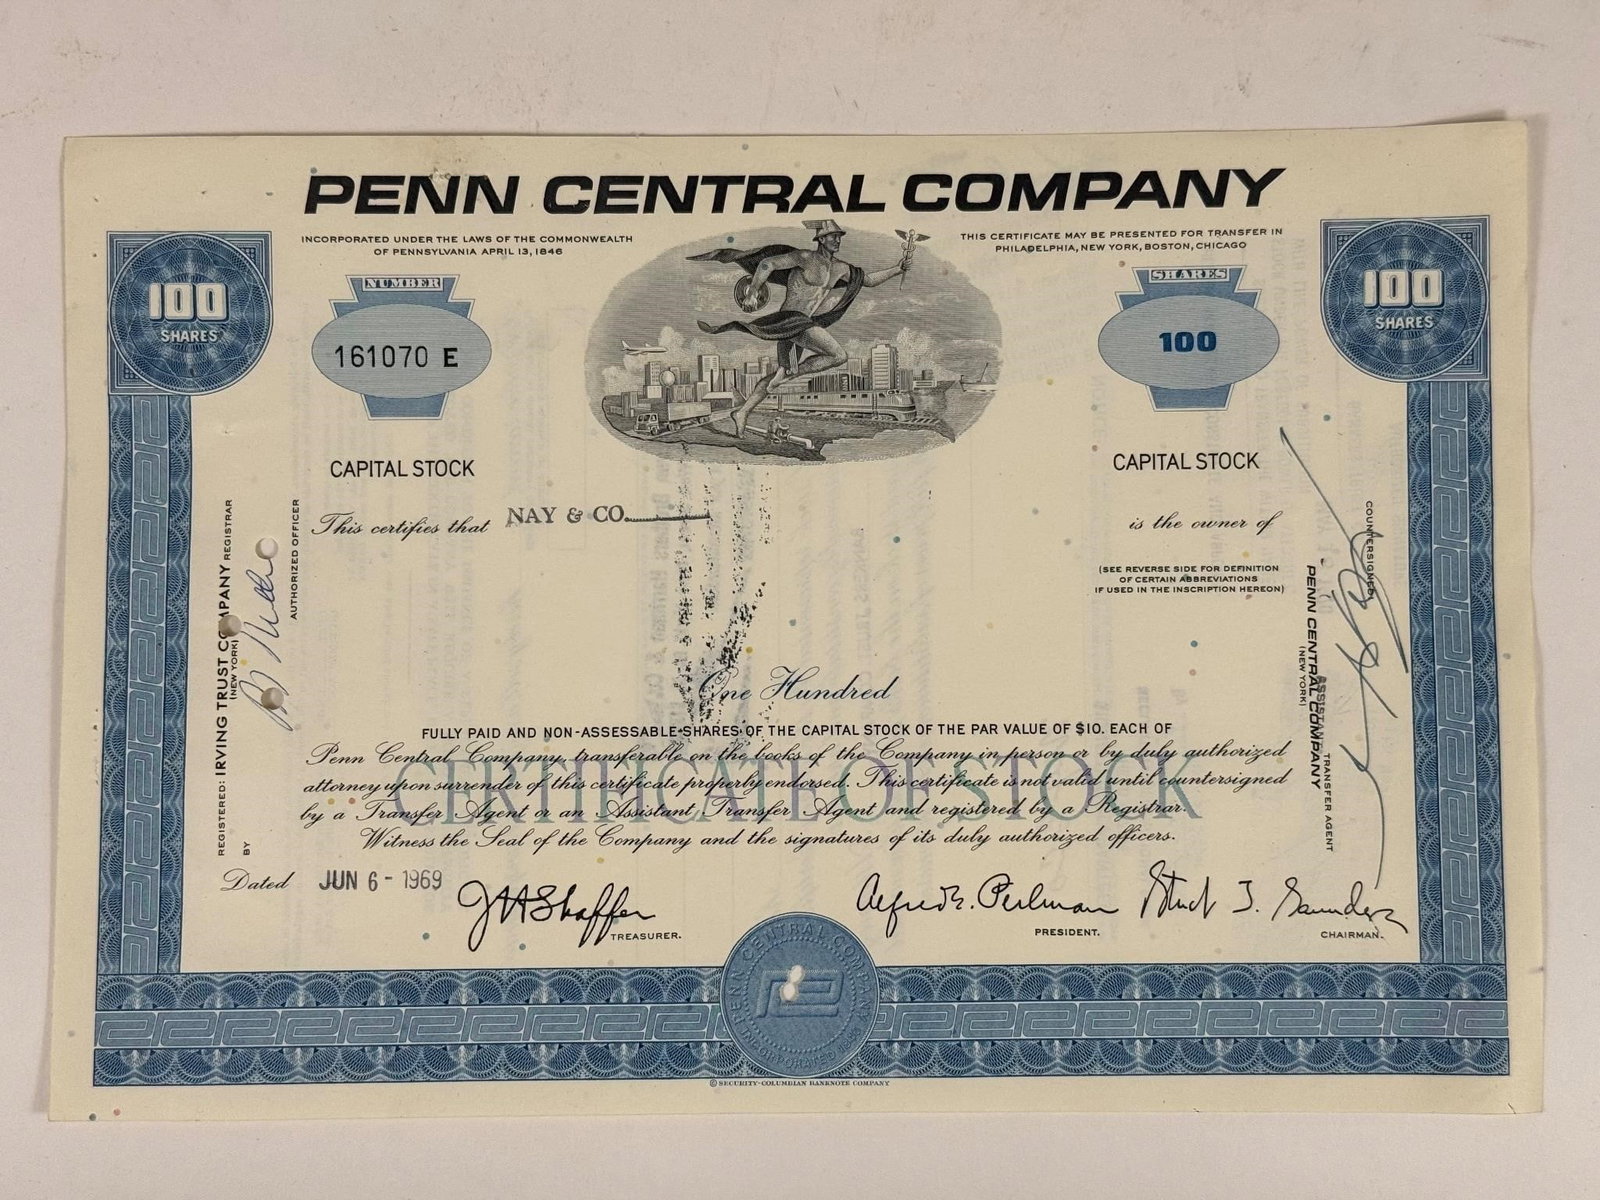 PENN CENTRAL COMPANY
INCORPORATED UNDER THE LAWS OF THE COMMONWEALTH
OF PENNSYLVANIA APRIL 13, 1846
THIS CERTIFICATE MAY BE PRESENTED FOR TRANSFER IN
PHILADELPHIA, NEW YORK, BOSTON, CHICAGO
100
SHARES
NUMBER
161070 E
SHARES
100
100
SHARES
CAPITAL STOCK
CAPITAL STOCK
This certifies that NAY & CO.
is the owner of
(SEE REVERSE SIDE FOR DEFINITION
OF CERTAIN ABBREVIATIONS
IF USED IN THE INSCRIPTION HEREON)
One Hundred
FULLY PAID AND NON-ASSESSABLE SHARES OF THE CAPITAL STOCK OF THE PAR VALUE OF $10. EACH OF
Penn Central Company, transferable on the books of the Company in person or by duly authorized
attorney upon surrender of this certificate properly endorsed. This certificate is not valid until countersigned
by a Transfer Agent or an Assistant Transfer Agent and registered by a Registrar.
Witness the Seal of the Company and the signatures of its duly authorized officers.
CERTIFICATE OF STOCK
Dated JUN 6 - 1969
JHShaffer
TREASURER.
Alfred E. Perlman
PRESIDENT.
Stuart T. Saunders
CHAIRMAN.
REGISTERED: IRVING TRUST COMPANY REGISTRAR
(NEW YORK)
BY
AUTHORIZED OFFICER
COUNTERSIGNED
PENN CENTRAL COMPANY
(NEW YORK)
ASSISTANT TRANSFER AGENT
PENN CENTRAL COMPANY
INCORPORATED 1846
© SECURITY-COLUMBIAN BANKNOTE COMPANY